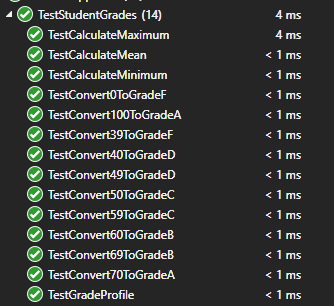 TestStudentGrades (14) 4 ms
TestCalculateMaximum 4 ms
TestCalculateMean < 1 ms
TestCalculateMinimum < 1 ms
TestConvert0ToGradeF < 1 ms
TestConvert100ToGradeA < 1 ms
TestConvert39ToGradeF < 1 ms
TestConvert40ToGradeD < 1 ms
TestConvert49ToGradeD < 1 ms
TestConvert50ToGradeC < 1 ms
TestConvert59ToGradeC < 1 ms
TestConvert60ToGradeB < 1 ms
TestConvert69ToGradeB < 1 ms
TestConvert70ToGradeA < 1 ms
TestGradeProfile < 1 ms